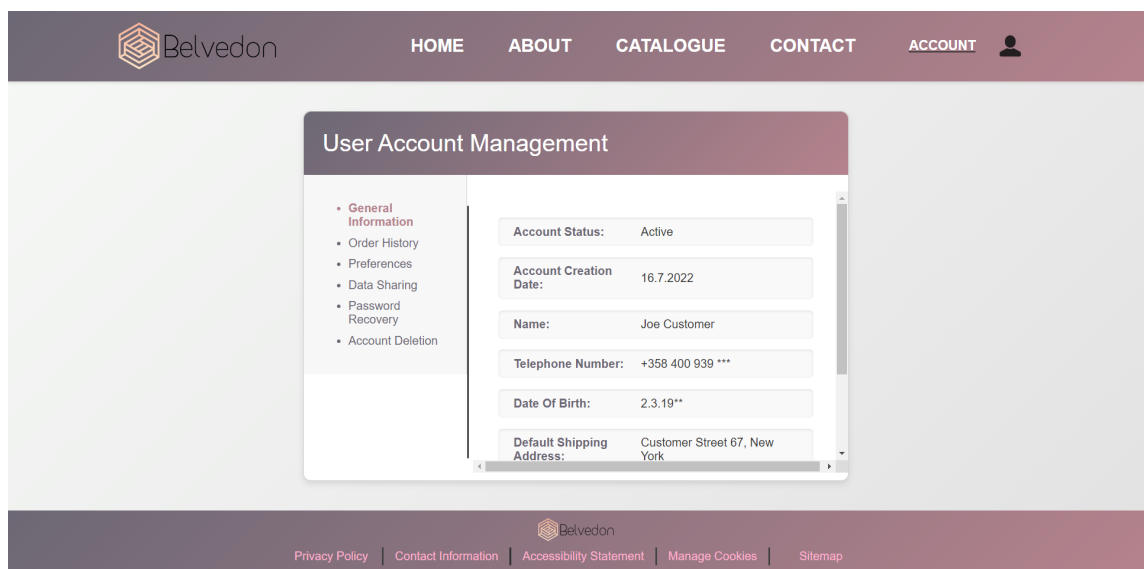 Belvedon HOME ABOUT CATALOGUE CONTACT ACCOUNT
User Account Management
General
Information
Order History
Preferences
Data Sharing
Password
Recovery
Account Deletion
Account Status: Active
Account Creation
Date:
16.7.2022
Name: Joe Customer
Telephone Number: +358 400 939 ***
Date Of Birth: 2.3.19**
Default Shipping
Address:
Customer Street 67, New
York
Belvedon
Privacy Policy Contact Information Accessibility Statement Manage Cookies Sitemap